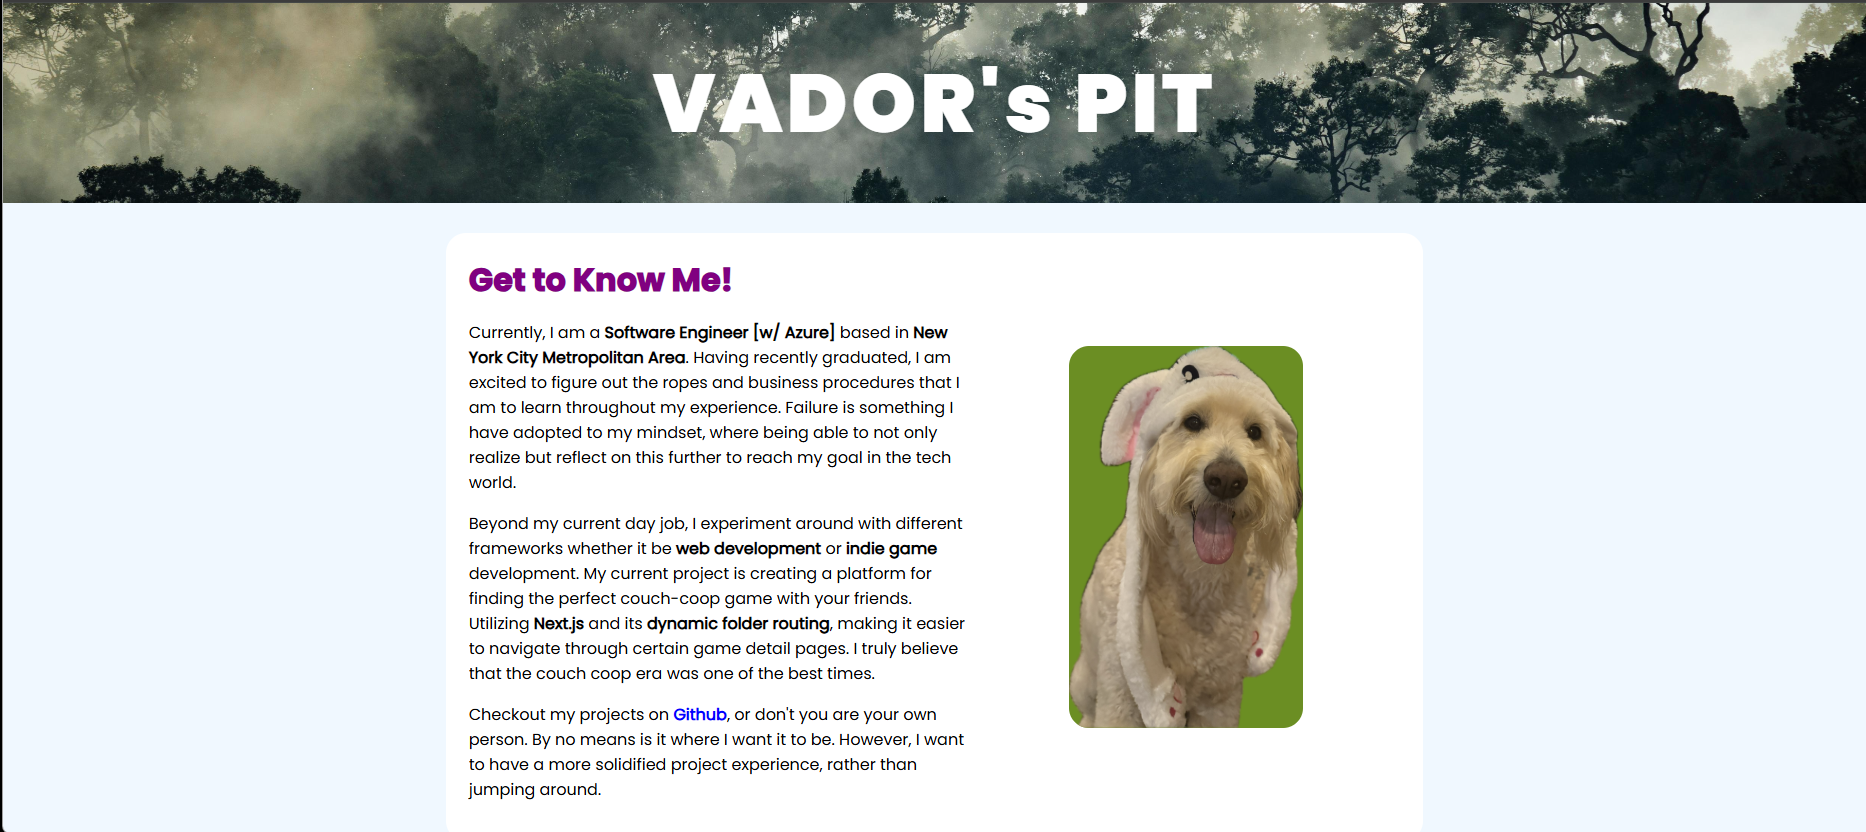 VADOR's PIT
Get to Know Me!
Currently, I am a Software Engineer [w/ Azure] based in New
York City Metropolitan Area. Having recently graduated, I am
excited to figure out the ropes and business procedures that I
am to learn throughout my experience. Failure is something I
have adopted to my mindset, where being able to not only
realize but reflect on this further to reach my goal in the tech
world.
Beyond my current day job, I experiment around with different
frameworks whether it be web development or indie game
development. My current project is creating a platform for
finding the perfect couch-coop game with your friends.
Utilizing Next.js and its dynamic folder routing, making it easier
to navigate through certain game detail pages. I truly believe
that the couch coop era was one of the best times.
Checkout my projects on Github, or don't you are your own
person. By no means is it where I want it to be. However, I want
to have a more solidified project experience, rather than
jumping around.